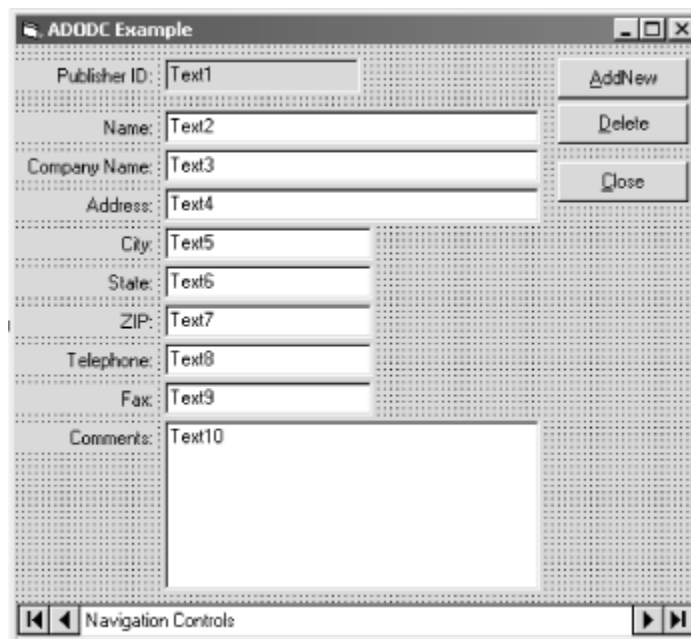 ADODC Example
Publisher ID: Text1
AddNew
Name: Text2
Delete
Company Name: Text3
Close
Address: Text4
City: Text5
State: Text6
ZIP: Text7
Telephone: Text8
Fax: Text9
Comments: Text10
Navigation Controls